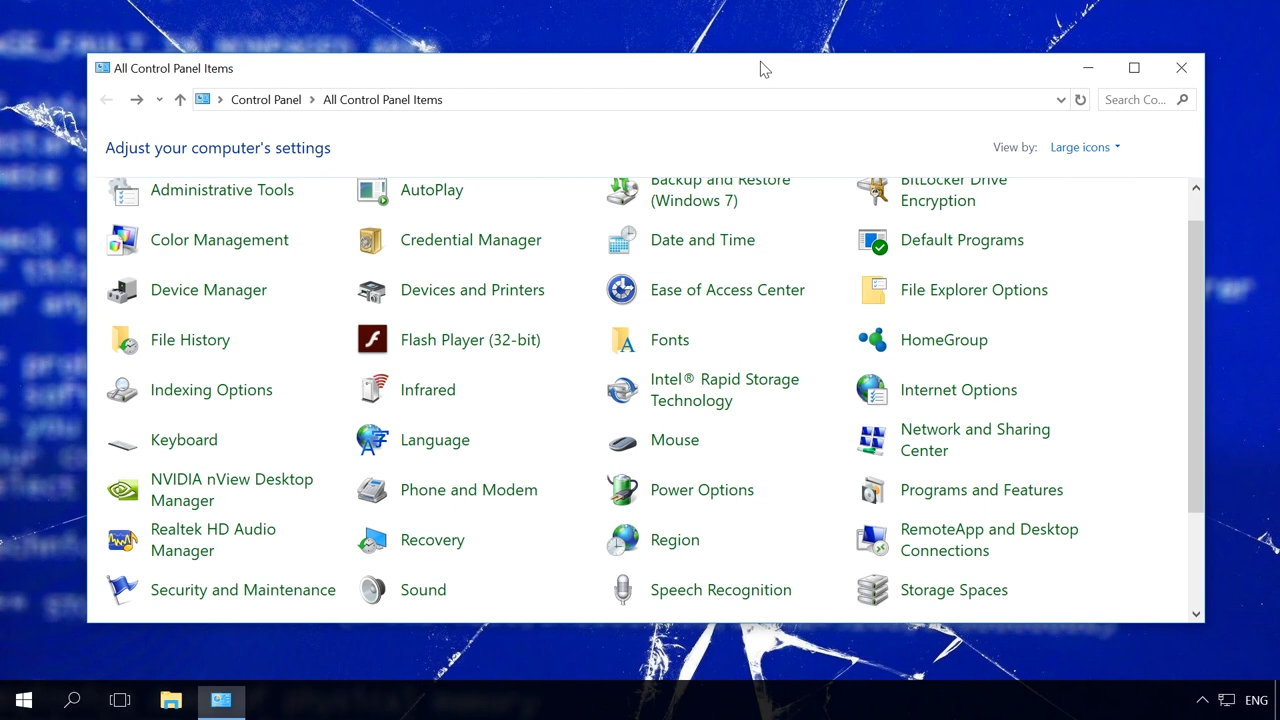 All Control Panel Items
Control Panel
All Control Panel Items
Search Co...
Adjust your computer's settings
View by:
Large icons
Administrative Tools
AutoPlay
Backup and Restore
(Windows 7)
BitLocker Drive
Encryption
Color Management
Credential Manager
Date and Time
Default Programs
Device Manager
Devices and Printers
Ease of Access Center
File Explorer Options
File History
Flash Player (32-bit)
Fonts
HomeGroup
Indexing Options
Infrared
Intel® Rapid Storage
Technology
Internet Options
Keyboard
Language
Mouse
Network and Sharing
Center
NVIDIA nView Desktop
Manager
Phone and Modem
Power Options
Programs and Features
Realtek HD Audio
Manager
Recovery
Region
RemoteApp and Desktop
Connections
Security and Maintenance
Sound
Speech Recognition
Storage Spaces
ENG